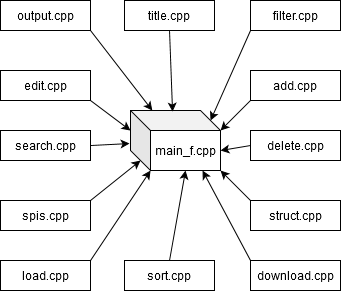 output.cpp
title.cpp
filter.cpp
edit.cpp
add.cpp
search.cpp
main_f.cpp
delete.cpp
spis.cpp
struct.cpp
load.cpp
sort.cpp
download.cpp